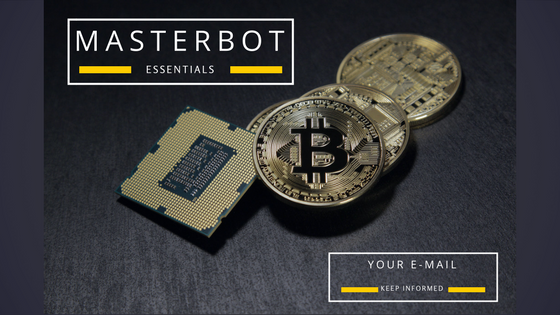 MASTERBOT
ESSENTIALS
YOUR E-MAIL
KEEP INFORMED